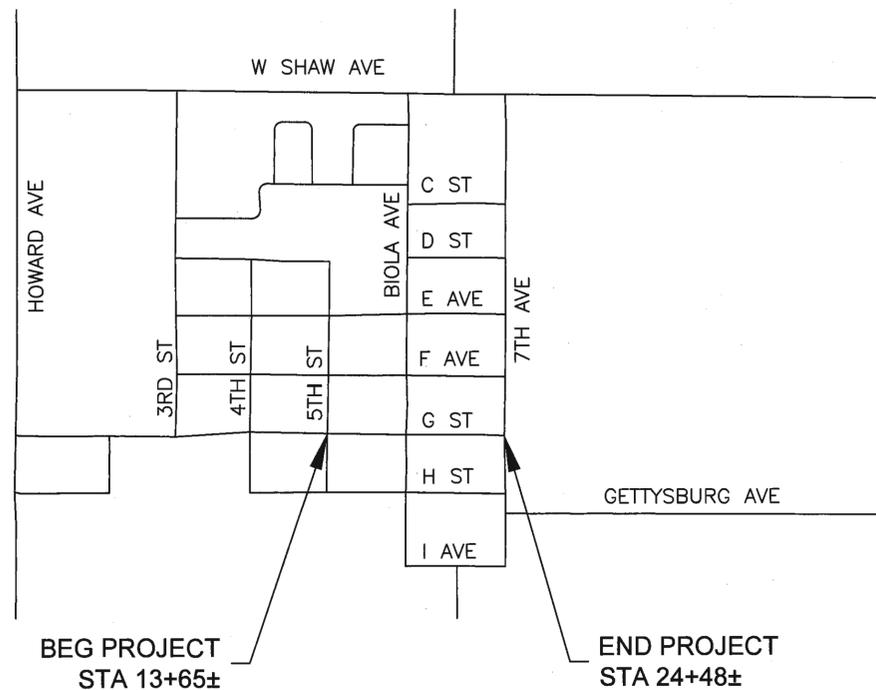 W SHAW AVE
HOWARD AVE
3RD ST
4TH ST
5TH ST
BIOLA AVE
C ST
D ST
E AVE
F AVE
G ST
H ST
I AVE
7TH AVE
GETTYSBURG AVE
BEG PROJECT
STA 13+65±
END PROJECT
STA 24+48±